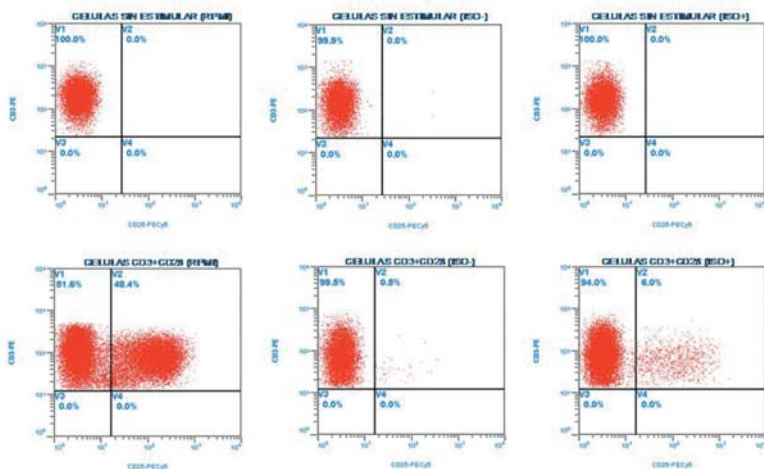 CELULAS SIN ESTIMULAR (RPMI)
V1
100.0%
V2
0.0%
V3
0.0%
V4
0.0%
CD3-PE
CD25-PECy5
CELULAS SIN ESTIMULAR (ISO-)
V1
99.9%
V2
0.0%
V3
0.0%
V4
0.0%
CD3-PE
CD25-PECy5
CELULAS SIN ESTIMULAR (ISO+)
V1
100.0%
V2
0.0%
V3
0.0%
V4
0.0%
CD3-PE
CD25-PECy5
CELULAS CD3+CD28 (RPMI)
V1
51.6%
V2
48.4%
V3
0.0%
V4
0.0%
CD3-PE
CD25-PECy5
CELULAS CD3+CD28 (ISO-)
V1
99.5%
V2
0.5%
V3
0.0%
V4
0.0%
CD3-PE
CD25-PECy5
CELULAS CD3+CD28 (ISO+)
V1
94.0%
V2
6.0%
V3
0.0%
V4
0.0%
CD3-PE
CD25-PECy5